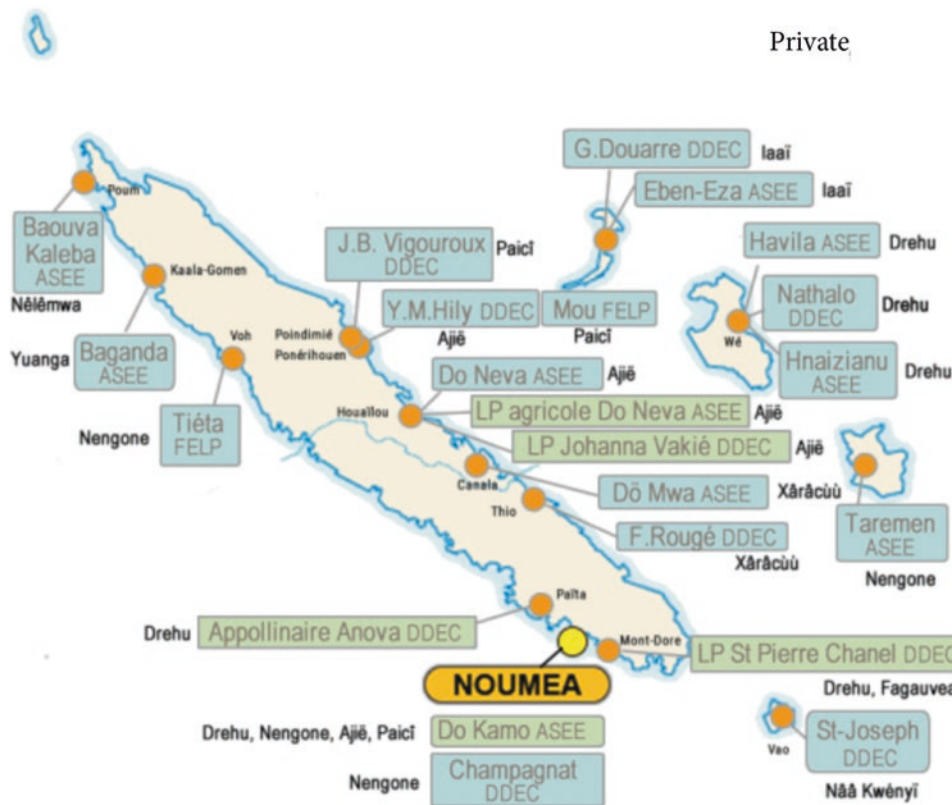 Private
G.Douarre DDEC
Iaaï
Eben-Eza ASEE
Iaaï
Poum
Baouva
Kaleba
ASEE
Nêlêmwa
J.B. Vigouroux
DDEC
Paicî
Havila ASEE
Drehu
Kaala-Gomen
Nathalo
DDEC
Drehu
Y.M.Hily DDEC
Ajië
Mou FELP
Paicî
Poindimié
Ponérihouen
Voh
Wé
Yuanga
Baganda
ASEE
Hnaizianu
ASEE
Drehu
Do Neva ASEE
Ajië
Nengone
Tiéta
FELP
Houaïlou
LP agricole Do Neva ASEE
Ajië
LP Johanna Vakié DDEC
Ajië
Canala
Dö Mwa ASEE
Xârâcùù
Thio
F.Rougé DDEC
Xârâcùù
Taremen
ASEE
Nengone
Païta
Drehu
Appollinaire Anova DDEC
Mont-Dore
LP St Pierre Chanel DDEC
Drehu, Fagauvea
NOUMEA
Drehu, Nengone, Ajië, Paicî
Do Kamo ASEE
Nengone
Champagnat
DDEC
Vao
St-Joseph
DDEC
Nââ Kwényï